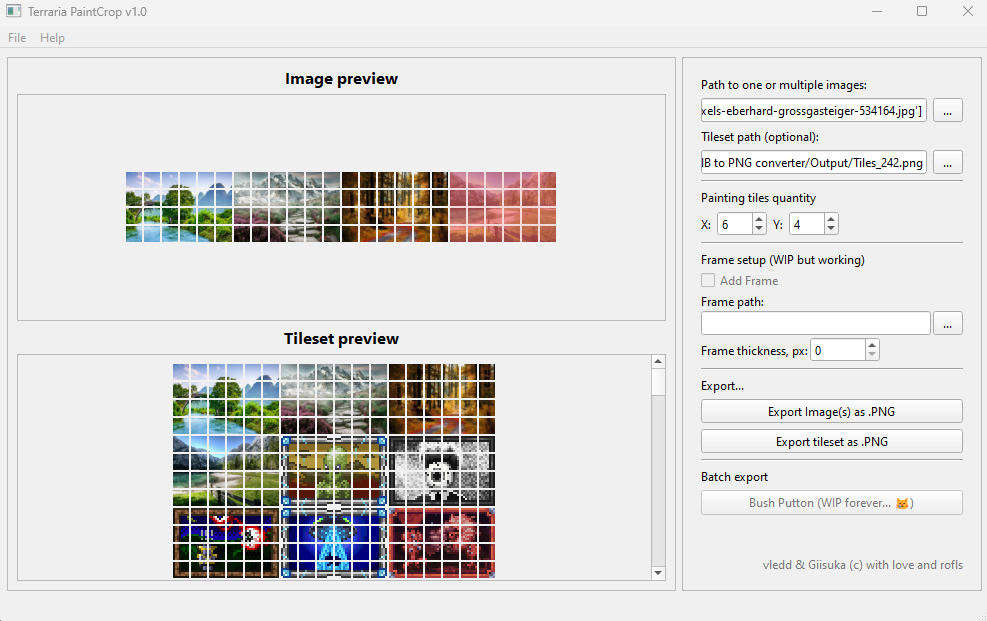 Terraria PaintCrop v1.0
File Help
Image preview
Path to one or multiple images:
xels-eberhard-grossgasteiger-534164.jpg'] ...
Tileset path (optional):
IB to PNG converter/Output/Tiles_242.png ...
Painting tiles quantity
X: 6 Y: 4
Frame setup (WIP but working)
Add Frame
Frame path:
...
Frame thickness, px: 0
Tileset preview
Export...
Export Image(s) as .PNG
Export tileset as .PNG
Batch export
Bush Putton (WIP forever... 😹)
vledd & Giisuka (c) with love and rofls